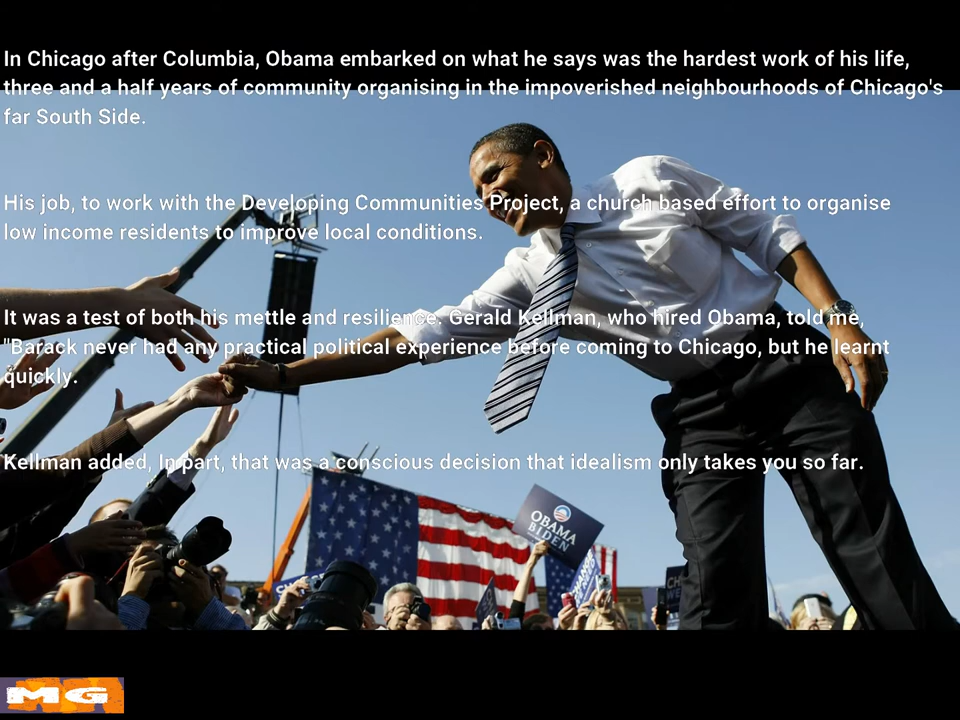 In Chicago after Columbia, Obama embarked on what he says was the hardest work of his life,
three and a half years of community organising in the impoverished neighbourhoods of Chicago's
far South Side.
His job, to work with the Developing Communities Project, a church based effort to organise
low income residents to improve local conditions.
It was a test of both his mettle and resilience. Gerald Kellman, who hired Obama, told me,
"Barack never had any practical political experience before coming to Chicago, but he learnt
quickly.
Kellman added, In part, that was a conscious decision that idealism only takes you so far.
OBAMA
BIDEN
MG